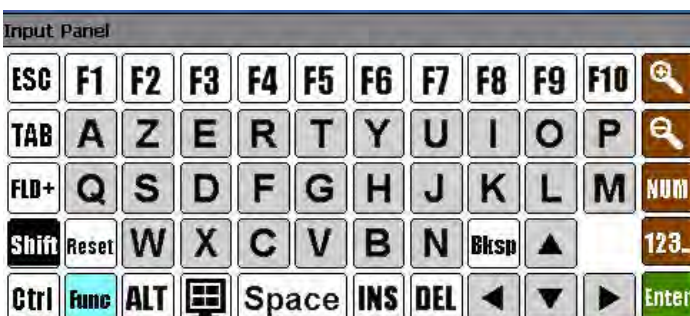 Input Panel
ESC F1 F2 F3 F4 F5 F6 F7 F8 F9 F10
TAB A Z E R T Y U I O P
FLD+ Q S D F G H J K L M NUM
Shift Reset W X C V B N Bksp 123_
Ctrl Func ALT Space INS DEL Enter